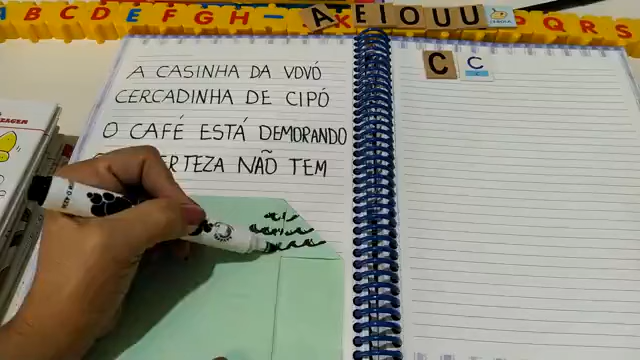 A B C D E F G H
A E I O U U
Q R S
C C
A CASINHA DA VOVÓ
CERCADINHA DE CIPÓ
O CAFÉ ESTÁ DEMORANDO
ERTEZA NÃO TEM